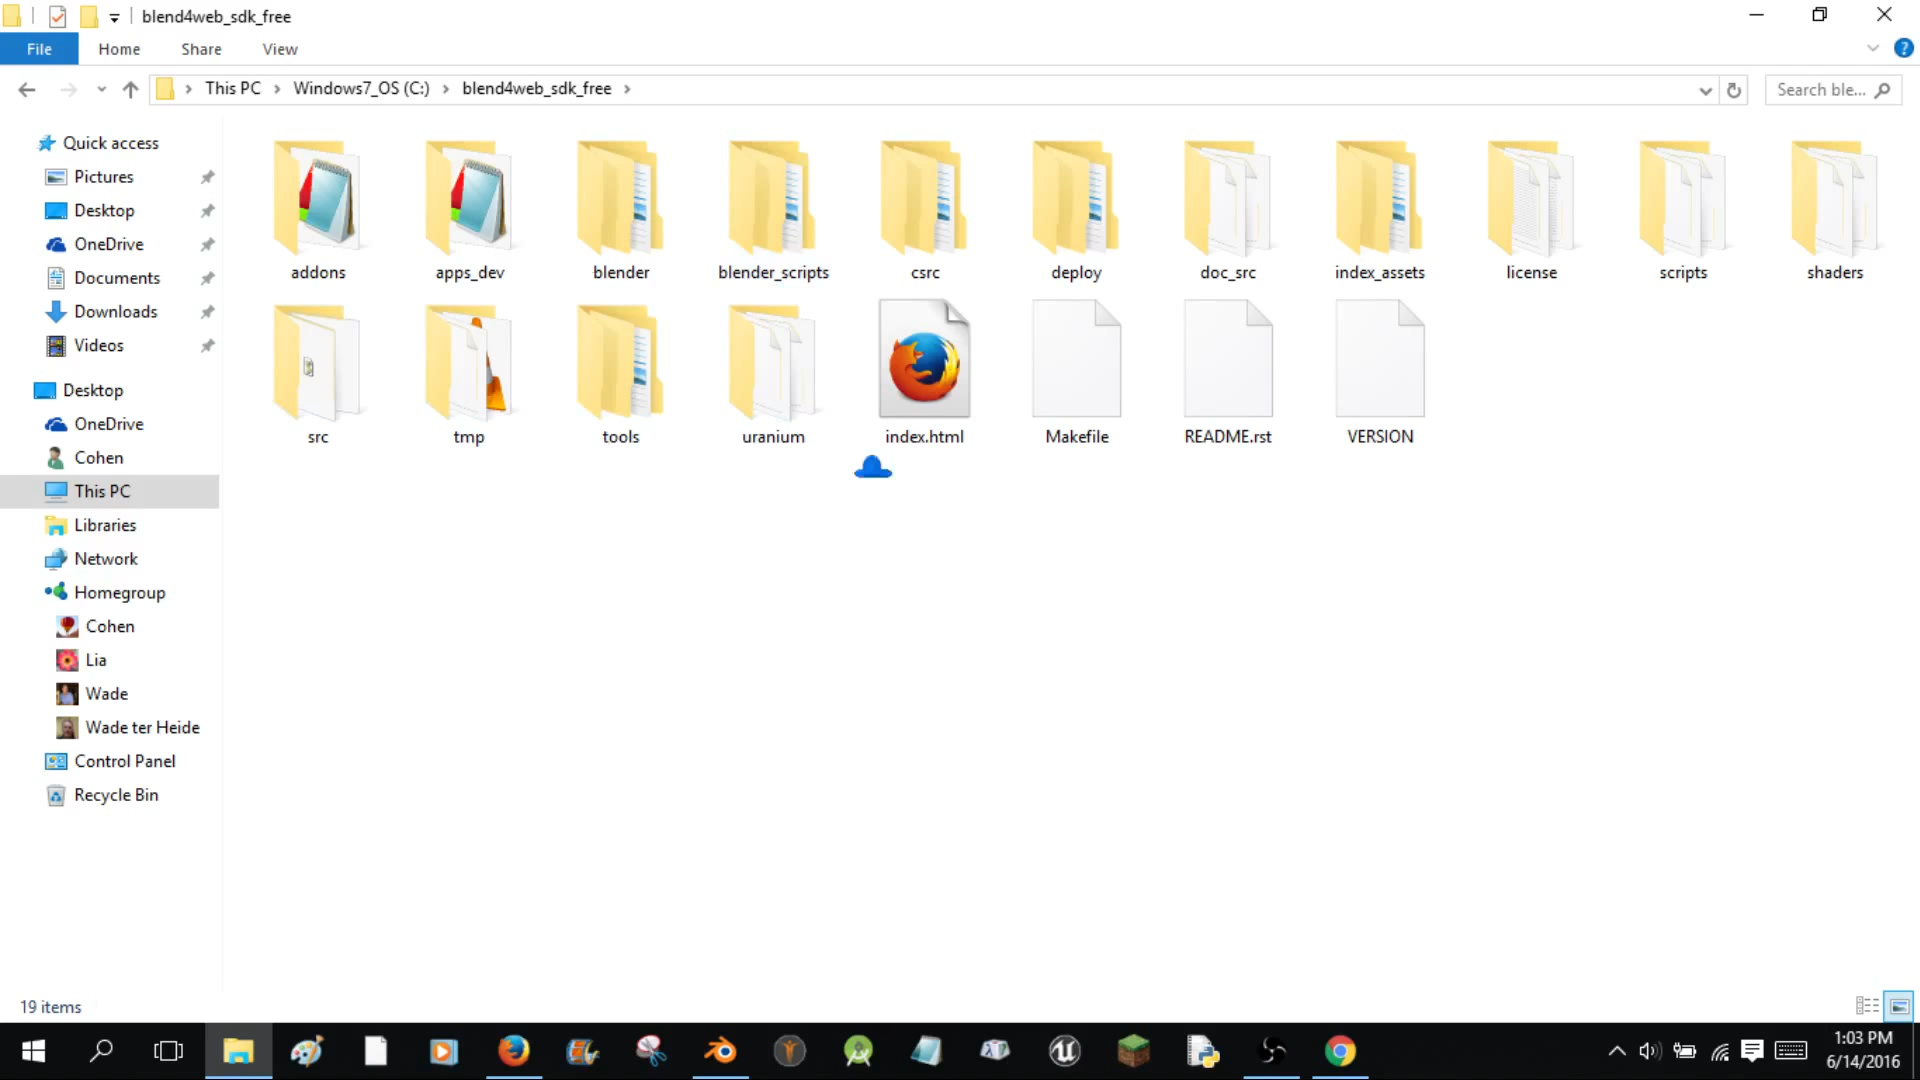 blend4web_sdk_free
File Home Share View
This PC Windows7_OS (C:) blend4web_sdk_free
Search ble...
Quick access
Pictures
Desktop
OneDrive
Documents
Downloads
Videos
Desktop
OneDrive
Cohen
This PC
Libraries
Network
Homegroup
Cohen
Lia
Wade
Wade ter Heide
Control Panel
Recycle Bin
addons apps_dev blender blender_scripts csrc deploy doc_src index_assets license scripts shaders
src tmp tools uranium index.html Makefile README.rst VERSION
19 items
1:03 PM
6/14/2016